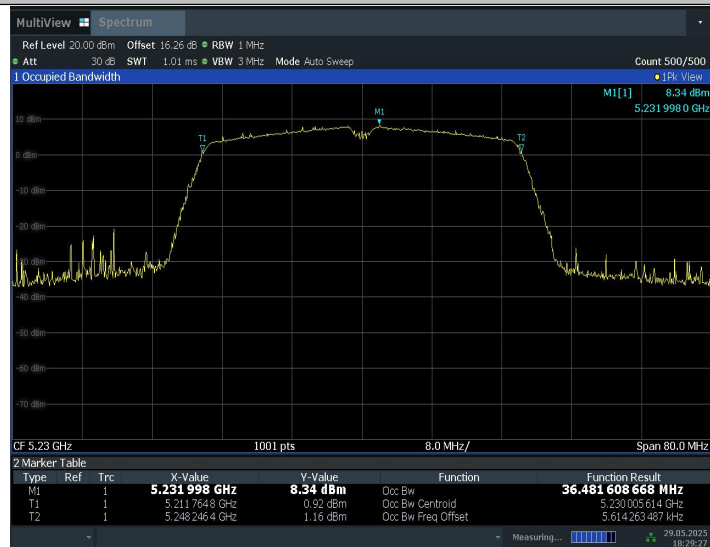 MultiView Spectrum
Ref Level 20.00 dBm Offset 16.26 dB RBW 1 MHz
Att 30 dB SWT 1.01 ms VBW 3 MHz Mode Auto Sweep Count 500/500
1 Occupied Bandwidth 1Pk View
M1[1] 8.34 dBm
5.231 998 0 GHz
10 dBm
M1
T1
T2
0 dBm
-10 dBm
-20 dBm
-40 dBm
-50 dBm
-60 dBm
-70 dBm
CF 5.23 GHz 1001 pts 8.0 MHz/ Span 80.0 MHz
2 Marker Table
Type Ref Trc X-Value Y-Value Function Function Result
M1 1 5.231 998 GHz 8.34 dBm Occ Bw 36.481 608 668 MHz
T1 1 5.211 764 8 GHz 0.92 dBm Occ Bw Centroid 5.230 005 614 GHz
T2 1 5.248 246 4 GHz 1.16 dBm Occ Bw Freq Offset 5.614 263 487 kHz
Measuring... 29.05.2025
18:29:27